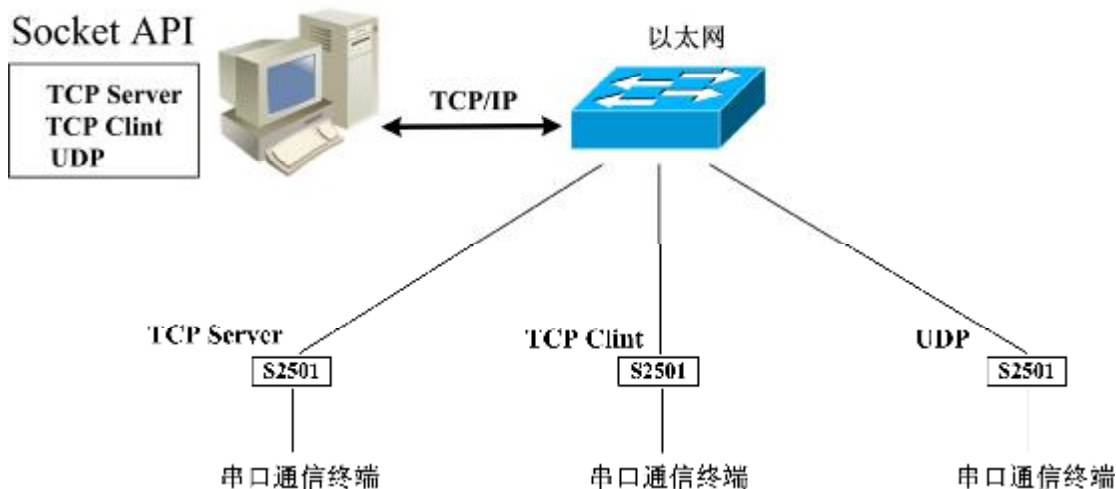 Socket API
TCP Server
TCP Clint
UDP
TCP/IP
以太网
TCP Server
TCP Clint
UDP
S2501
S2501
S2501
串口通信终端
串口通信终端
串口通信终端